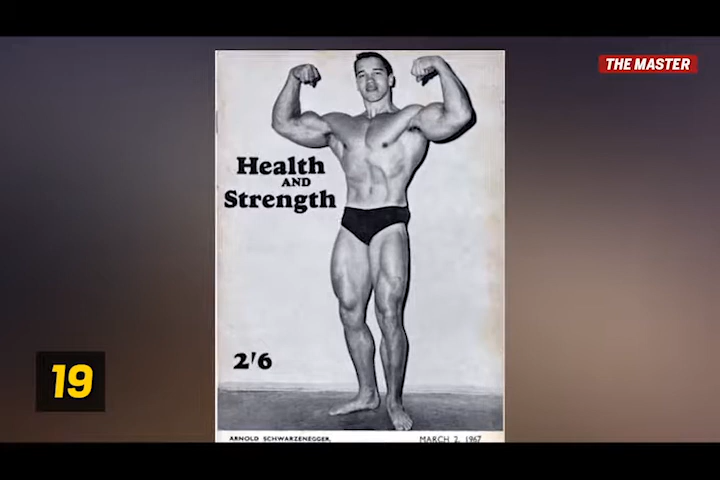 THE MASTER
Health
AND
Strength
2'6
19
ARNOLD SCHWARZENEGGER.
MARCH 2, 1967